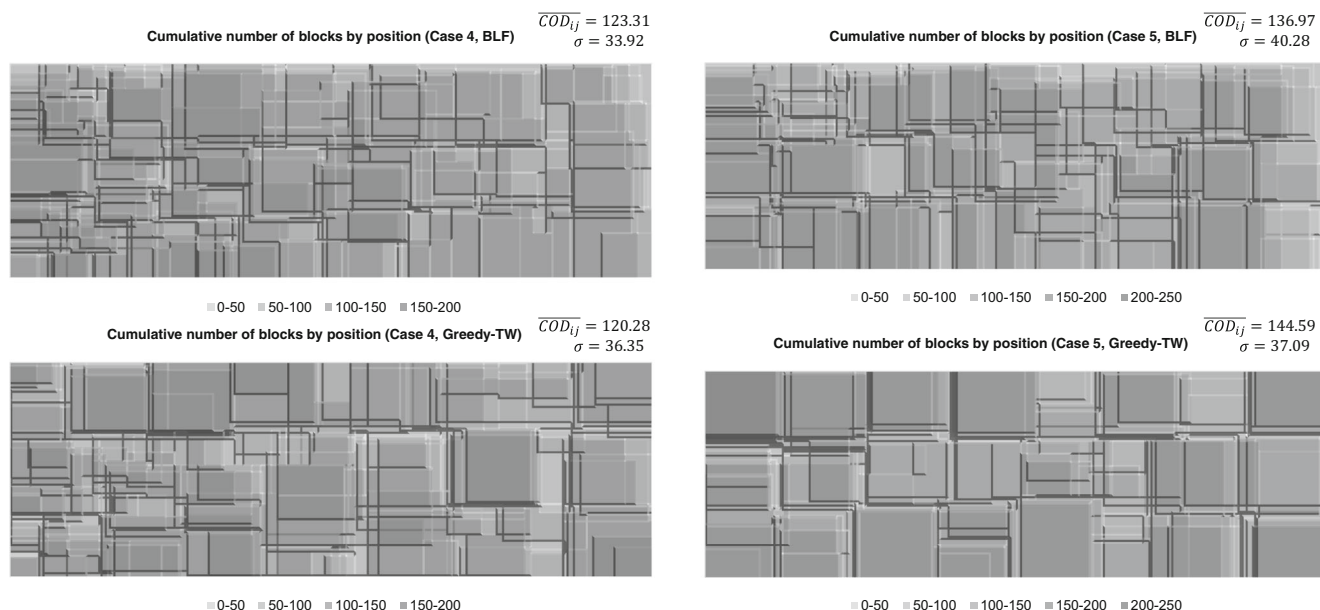 Cumulative number of blocks by position (Case 4, BLF)
$\overline{COD_{ij}}$ = 123.31
σ = 33.92
0-50 50-100 100-150 150-200
Cumulative number of blocks by position (Case 5, BLF)
$\overline{COD_{ij}}$ = 136.97
σ = 40.28
0-50 50-100 100-150 150-200 200-250
Cumulative number of blocks by position (Case 4, Greedy-TW)
$\overline{COD_{ij}}$ = 120.28
σ = 36.35
0-50 50-100 100-150 150-200
Cumulative number of blocks by position (Case 5, Greedy-TW)
$\overline{COD_{ij}}$ = 144.59
σ = 37.09
0-50 50-100 100-150 150-200 200-250